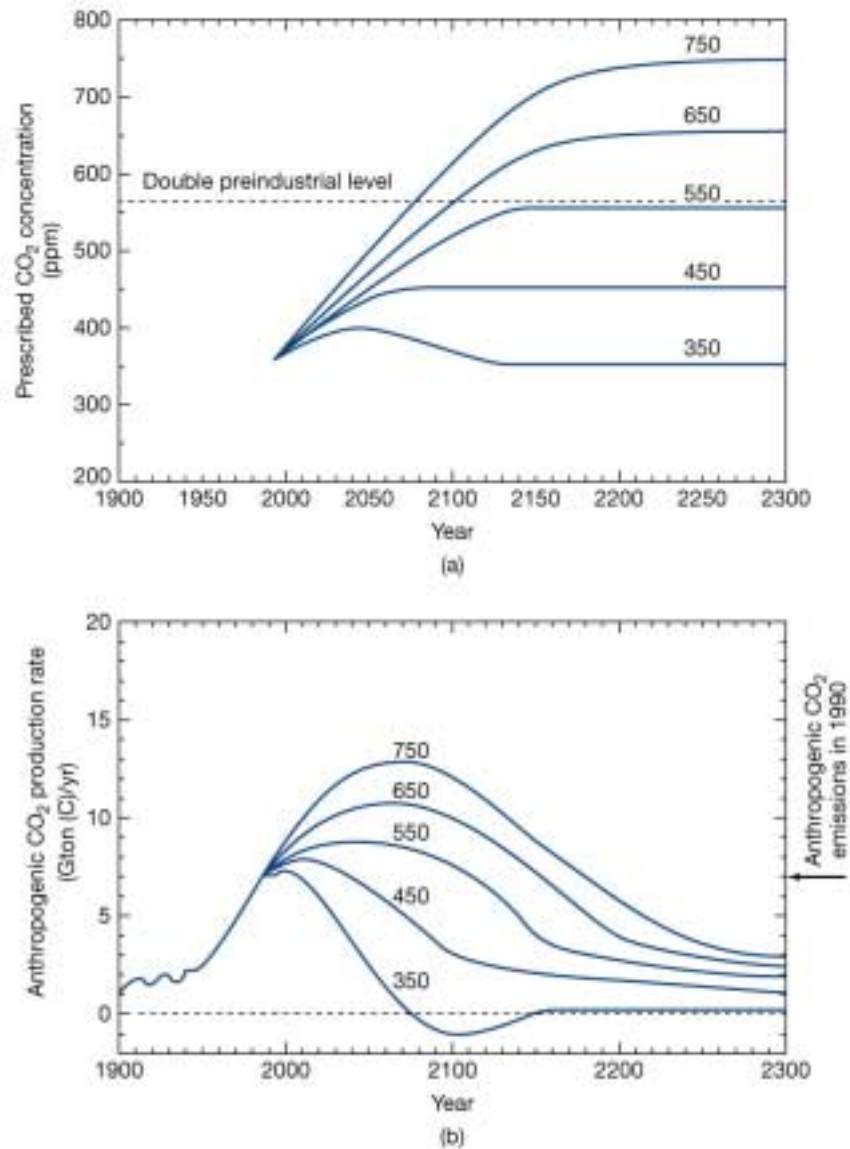 800
700
600
500
400
300
200
Prescribed CO2 concentration
(ppm)
Double preindustrial level
750
650
550
450
350
1900 1950 2000 2050 2100 2150 2200 2250 2300
Year
(a)
20
15
10
5
0
Anthropogenic CO2 production rate
(Gton (C)/yr)
750
650
550
450
350
Anthropogenic CO2
emissions in 1990
1900 2000 2100 2200 2300
Year
(b)